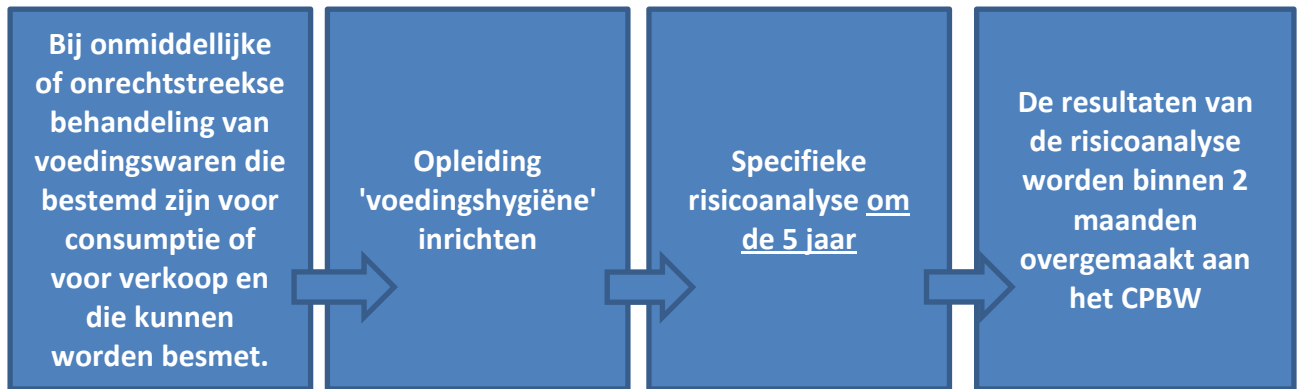 Bij onmiddellijke
of onrechtstreekse
behandeling van
voedingswaren die
bestemd zijn voor
consumptie of
voor verkoop en
die kunnen
worden besmet.
Opleiding
'voedingshygiëne'
inrichten
Specifieke
risicoanalyse om
de 5 jaar
De resultaten van
de risicoanalyse
worden binnen 2
maanden
overgemaakt aan
het CPBW